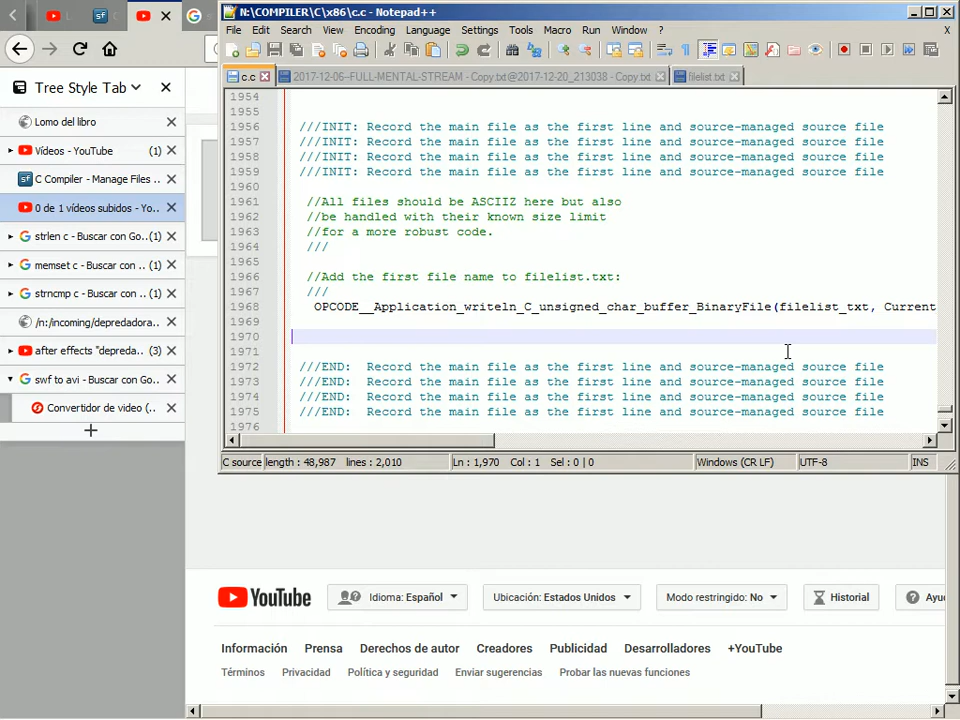 N:\COMPILER\C\x86\c.c - Notepad++
File Edit Search View Encoding Language Settings Tools Macro Run Window ? X
c.c 2017-12-06--FULL-MENTAL-STREAM - Copy.txt@2017-12-20_213038 - Copy.txt filelist.txt
Tree Style Tab
Lomo del libro
Vídeos - YouTube (1)
C Compiler - Manage Files ..
0 de 1 vídeos subidos - Yo..
strlen c - Buscar con Go.. (1)
memset c - Buscar con .. (1)
strncmp c - Buscar con .. (1)
/n:/incoming/depredadora..
after effects "depreda.. (3)
swf to avi - Buscar con Go..
Convertidor de video (..
1954
1955
1956 ///INIT: Record the main file as the first line and source-managed source file
1957 ///INIT: Record the main file as the first line and source-managed source file
1958 ///INIT: Record the main file as the first line and source-managed source file
1959 ///INIT: Record the main file as the first line and source-managed source file
1960
1961 //All files should be ASCIIZ here but also
1962 //be handled with their known size limit
1963 //for a more robust code.
1964 ///
1965
1966 //Add the first file name to filelist.txt:
1967 ///
1968 OPCODE__Application_writeln_C_unsigned_char_buffer_BinaryFile(filelist_txt, Current
1969
1970
1971
1972 ///END: Record the main file as the first line and source-managed source file
1973 ///END: Record the main file as the first line and source-managed source file
1974 ///END: Record the main file as the first line and source-managed source file
1975 ///END: Record the main file as the first line and source-managed source file
1976
C source length : 48,987 lines : 2,010 Ln : 1,970 Col : 1 Sel : 0 | 0 Windows (CR LF) UTF-8 INS
YouTube Idioma: Español Ubicación: Estados Unidos Modo restringido: No Historial Ayu
Información Prensa Derechos de autor Creadores Publicidad Desarrolladores +YouTube
Términos Privacidad Política y seguridad Enviar sugerencias Probar las nuevas funciones